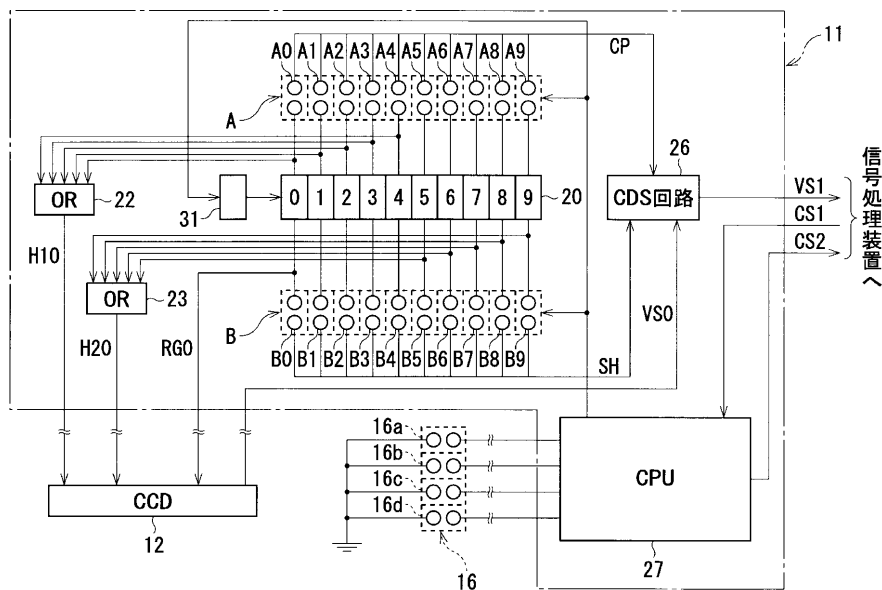 A0 A1 A2 A3 A4 A5 A6 A7 A8 A9
CP
11
A
26
OR
22
31
0 1 2 3 4 5 6 7 8 9
20
CDS回路
VS1
CS1
CS2
信号処理装置へ
H10
OR
23
B
VS0
H20
RG0
B0 B1 B2 B3 B4 B5 B6 B7 B8 B9
SH
16a
16b
16c
16d
CPU
CCD
12
16
27